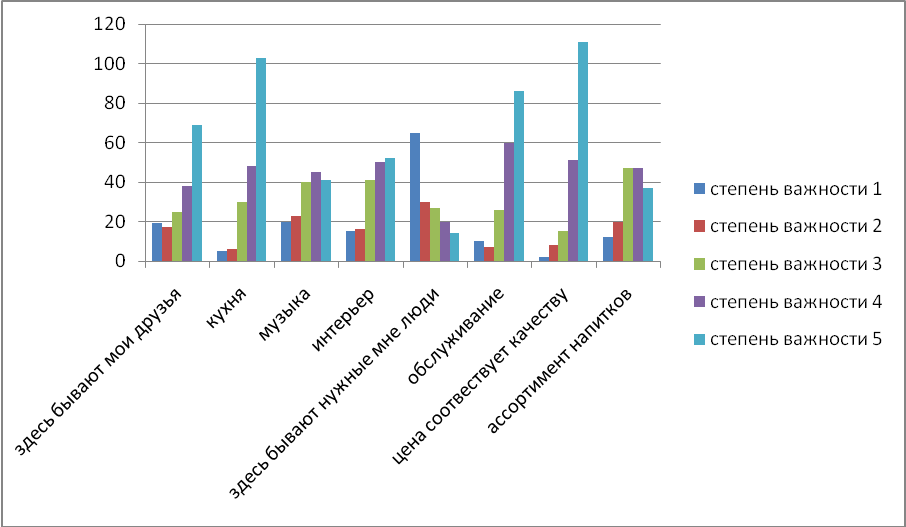 120
100
80
60
40
20
0
здесь бывают мои друзья
кухня
музыка
интерьер
здесь бывают нужные мне люди
обслуживание
цена соотвествует качеству
ассортимент напитков
степень важности 1
степень важности 2
степень важности 3
степень важности 4
степень важности 5